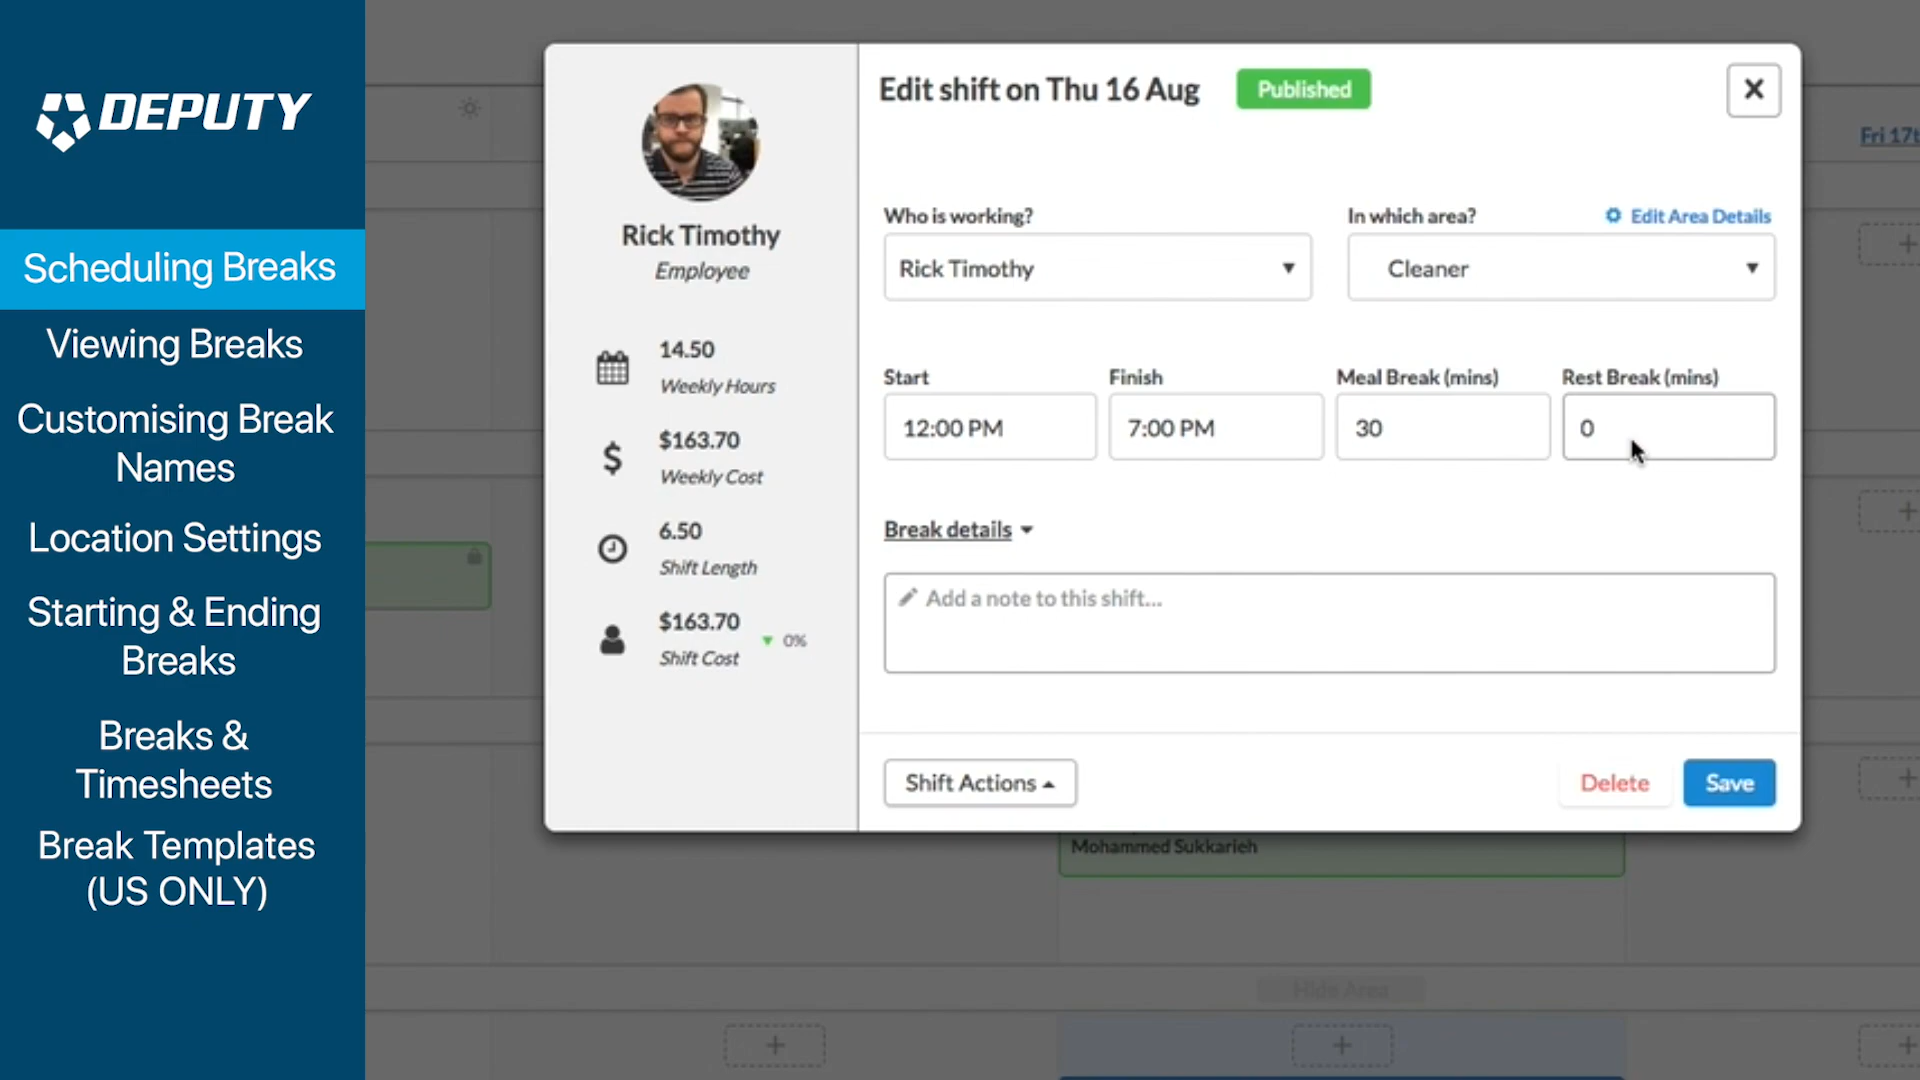 DEPUTY
Scheduling Breaks
Viewing Breaks
Customising Break
Names
Location Settings
Starting & Ending
Breaks
Breaks &
Timesheets
Break Templates
(US ONLY)
Rick Timothy
Employee
14.50
Weekly Hours
$163.70
Weekly Cost
6.50
Shift Length
$163.70
0%
Shift Cost
Edit shift on Thu 16 Aug
Published
Who is working?
Rick Timothy
In which area?
Edit Area Details
Cleaner
Start
12:00 PM
Finish
7:00 PM
Meal Break (mins)
30
Rest Break (mins)
0
Break details
Add a note to this shift...
Shift Actions
Delete
Save
Fri 17t
Mohammed Sukkarieh
Hide Area